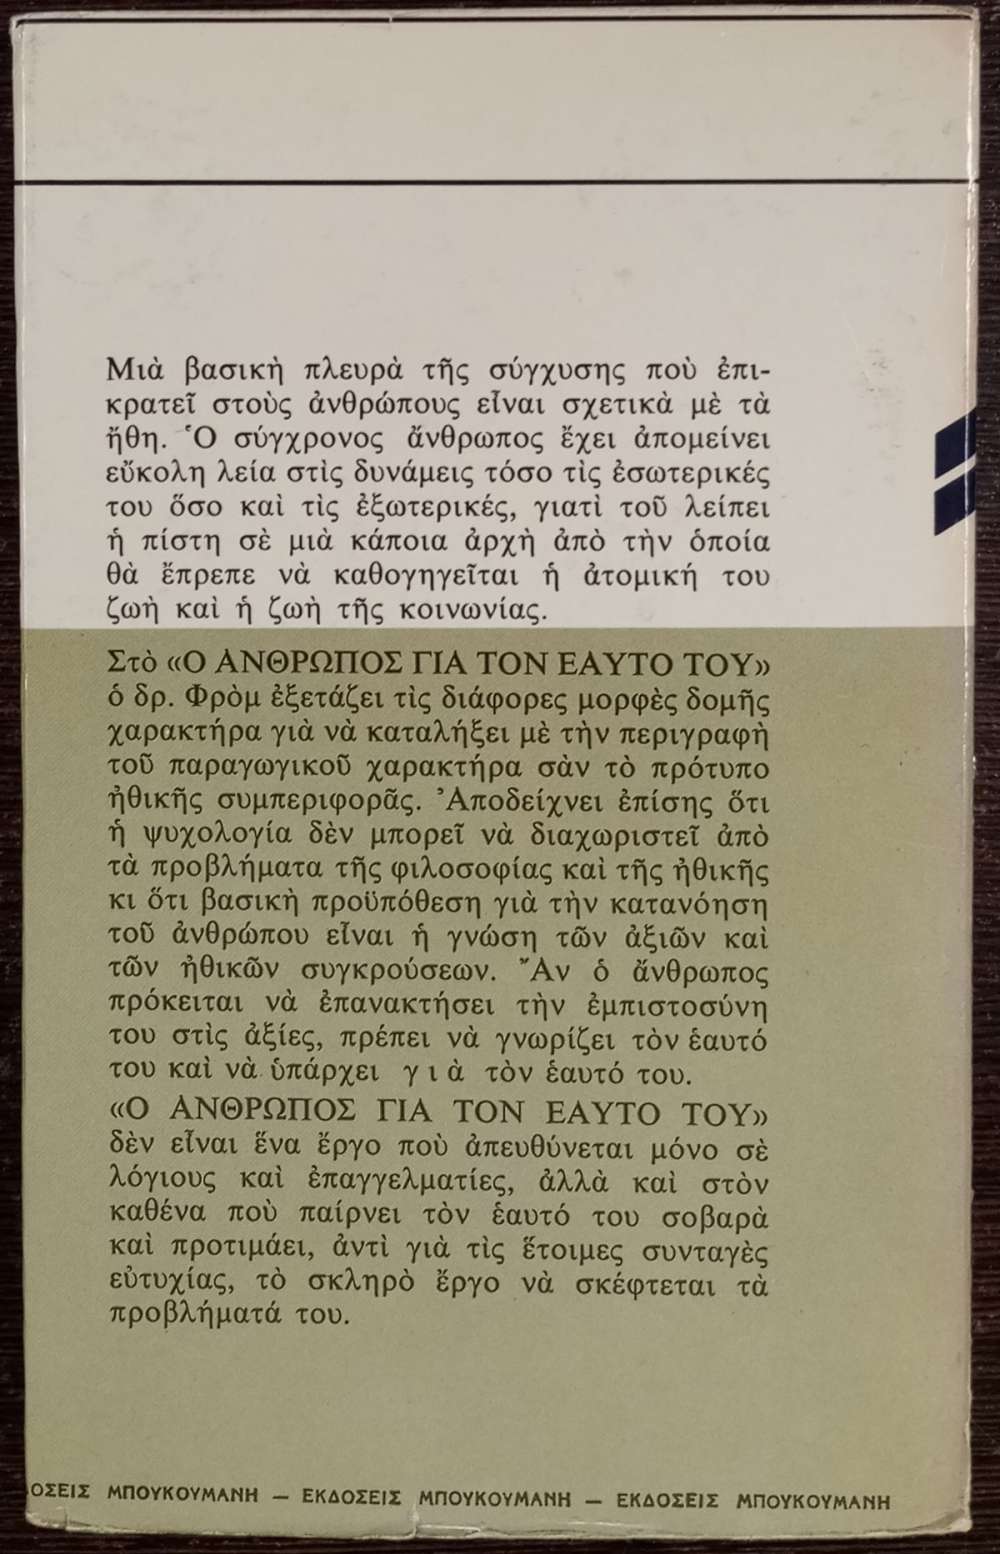 Μιὰ βασικὴ πλευρὰ τῆς σύγχυσης ποὺ ἐπι-
κρατεῖ στοὺς ἀνθρώπους εἶναι σχετικὰ μὲ τὰ
ἤθη. Ὁ σύγχρονος ἄνθρωπος ἔχει ἀπομείνει
εὔκολη λεία στὶς δυνάμεις τόσο τὶς ἐσωτερικές
του ὅσο καὶ τὶς ἐξωτερικές, γιατὶ τοῦ λείπει
ἡ πίστη σὲ μιὰ κάποια ἀρχὴ ἀπὸ τὴν ὁποία
θὰ ἔπρεπε νὰ καθογηγεῖται ἡ ἀτομική του
ζωὴ καὶ ἡ ζωὴ τῆς κοινωνίας.
Στὸ «Ο ΑΝΘΡΩΠΟΣ ΓΙΑ ΤΟΝ ΕΑΥΤΟ ΤΟΥ»
ὁ δρ. Φρὸμ ἐξετάζει τὶς διάφορες μορφὲς δομῆς
χαρακτήρα γιὰ νὰ καταλήξει μὲ τὴν περιγραφὴ
τοῦ παραγωγικοῦ χαρακτήρα σὰν τὸ πρότυπο
ἠθικῆς συμπεριφορᾶς. Ἀποδείχνει ἐπίσης ὅτι
ἡ ψυχολογία δὲν μπορεῖ νὰ διαχωριστεῖ ἀπὸ
τὰ προβλήματα τῆς φιλοσοφίας καὶ τῆς ἠθικῆς
κι ὅτι βασικὴ προϋπόθεση γιὰ τὴν κατανόηση
τοῦ ἀνθρώπου εἶναι ἡ γνώση τῶν ἀξιῶν καὶ
τῶν ἠθικῶν συγκρούσεων. Ἂν ὁ ἄνθρωπος
πρόκειται νὰ ἐπανακτήσει τὴν ἐμπιστοσύνη
του στὶς ἀξίες, πρέπει νὰ γνωρίζει τὸν ἑαυτό
του καὶ νὰ ὑπάρχει γ ι ὰ τὸν ἑαυτό του.
«Ο ΑΝΘΡΩΠΟΣ ΓΙΑ ΤΟΝ ΕΑΥΤΟ ΤΟΥ»
δὲν εἶναι ἕνα ἔργο ποὺ ἀπευθύνεται μόνο σὲ
λόγιους καὶ ἐπαγγελματίες, ἀλλὰ καὶ στὸν
καθένα ποὺ παίρνει τὸν ἑαυτό του σοβαρὰ
καὶ προτιμάει, ἀντὶ γιὰ τὶς ἕτοιμες συνταγὲς
εὐτυχίας, τὸ σκληρὸ ἔργο νὰ σκέφτεται τὰ
προβλήματά του.
ΟΣΕΙΣ ΜΠΟΥΚΟΥΜΑΝΗ — ΕΚΔΟΣΕΙΣ ΜΠΟΥΚΟΥΜΑΝΗ — ΕΚΔΟΣΕΙΣ ΜΠΟΥΚΟΥΜΑΝΗ